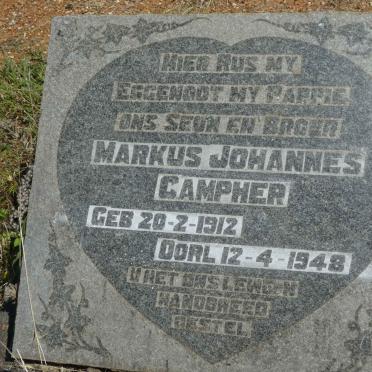 HIER RUS MY
EGGENOOT MY PAPPIE
ONS SEUN EN BROER
MARKUS JOHANNES
CAMPHER
GEB 20-2-1912
OORL 12-4-1948
U HET ONS LEWEN
HANDBREED
GESTEL